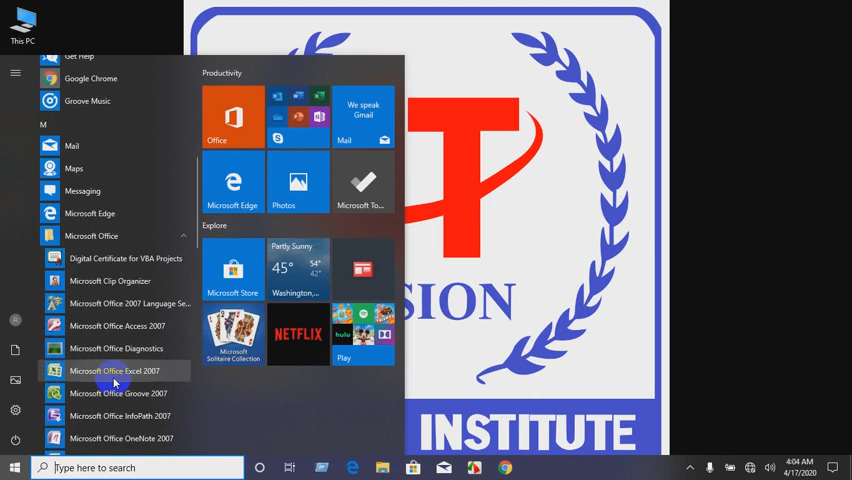 This PC
Get Help
Google Chrome
Groove Music
M
Mail
Maps
Messaging
Microsoft Edge
Microsoft Office
Digital Certificate for VBA Projects
Microsoft Clip Organizer
Microsoft Office 2007 Language Se...
Microsoft Office Access 2007
Microsoft Office Diagnostics
Microsoft Office Excel 2007
Microsoft Office Groove 2007
Microsoft Office InfoPath 2007
Microsoft Office OneNote 2007
Productivity
Office
We speak
Gmail
Mail
Microsoft Edge
Photos
Microsoft To...
Explore
Microsoft Store
Partly Sunny
45° 54°
42°
Washington,...
Microsoft
Solitaire Collection
NETFLIX
hulu
Play
T
SION
INSTITUTE
Type here to search
4:04 AM
4/17/2020